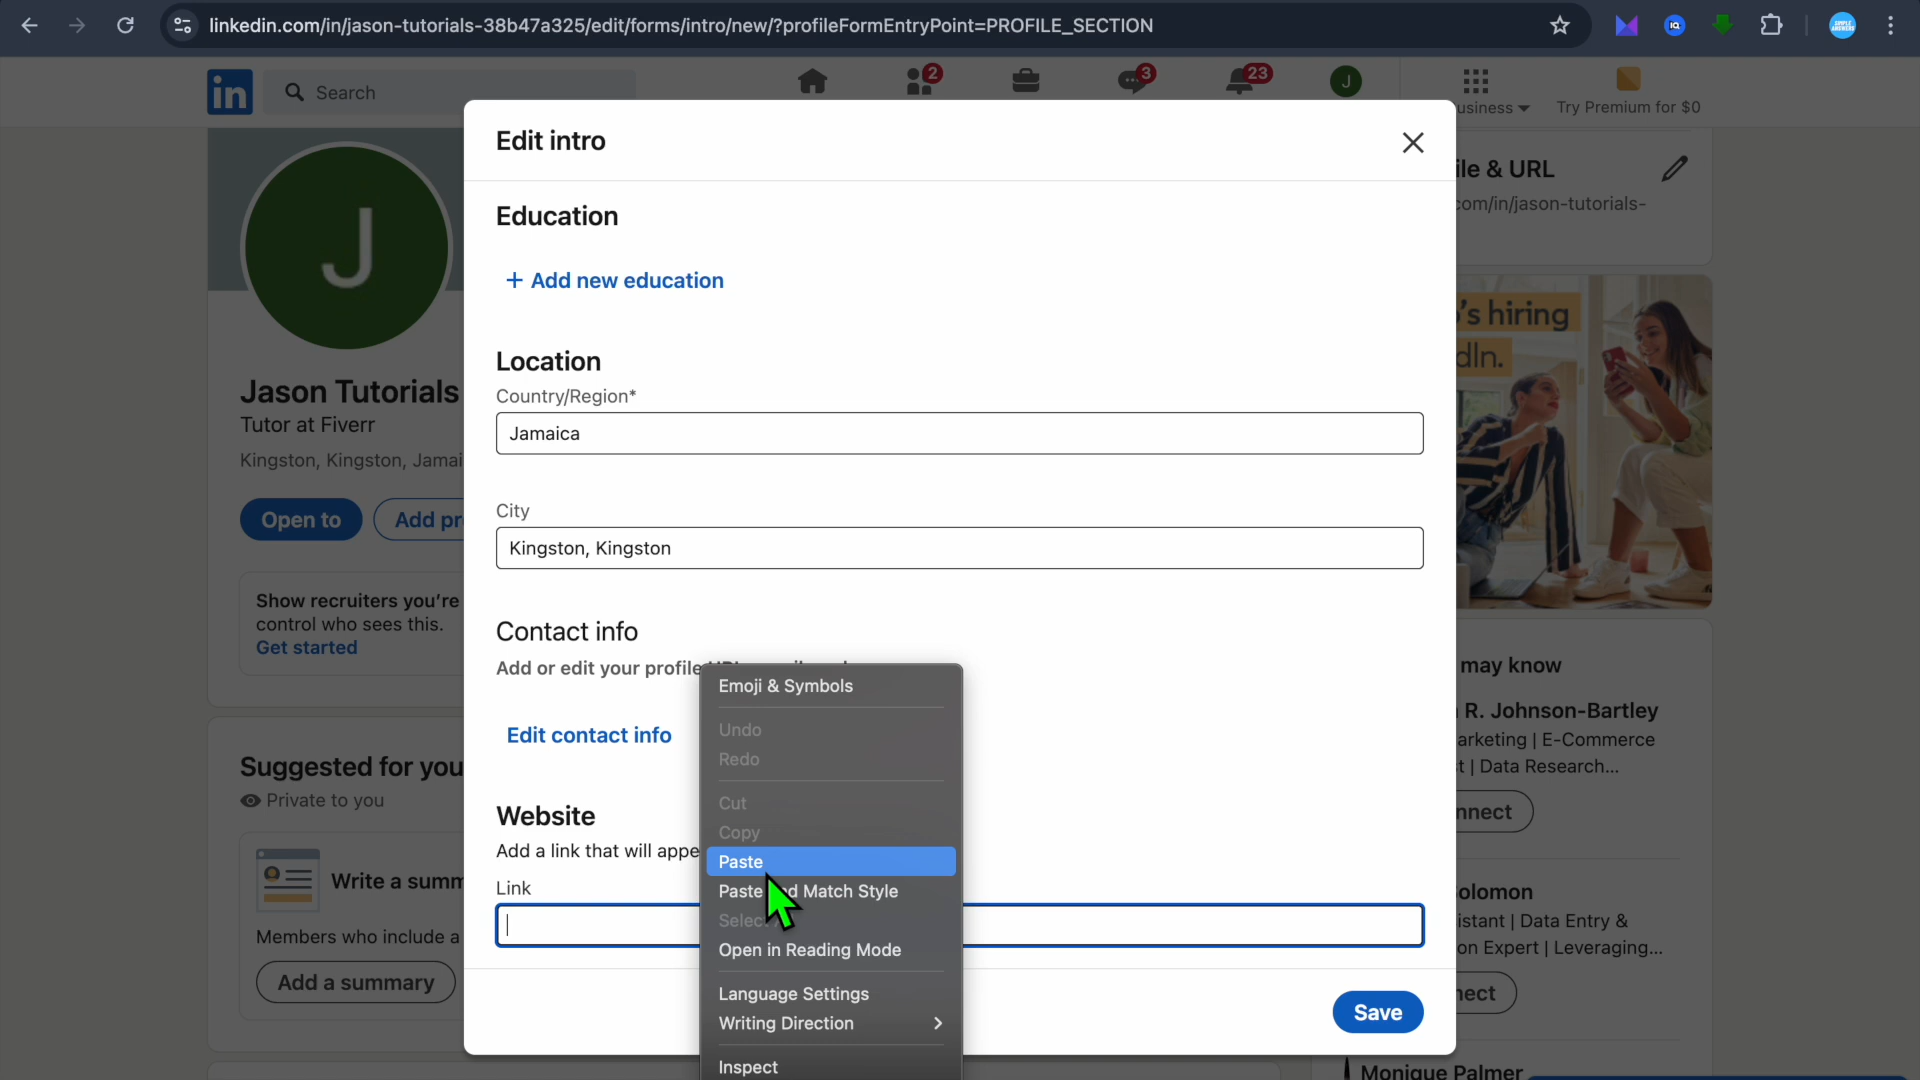 linkedin.com/in/jason-tutorials-38b47a325/edit/forms/intro/new/?profileFormEntryPoint=PROFILE_SECTION
in
Search
2
3
23
J
usiness
Try Premium for $0
Edit intro
Education
+ Add new education
Location
Country/Region*
Jamaica
City
Kingston, Kingston
Contact info
Add or edit your profile
Edit contact info
Website
Add a link that will appe
Link
Save
Emoji & Symbols
Undo
Redo
Cut
Copy
Paste
Paste nd Match Style
Selec
Open in Reading Mode
Language Settings
Writing Direction
Inspect
J
Jason Tutorials
Tutor at Fiverr
Kingston, Kingston, Jamai
Open to
Add pr
Show recruiters you're
control who sees this.
Get started
Suggested for you
Private to you
Write a summ
Members who include a
Add a summary
ile & URL
com/in/jason-tutorials-
's hiring
dIn.
may know
R. Johnson-Bartley
arketing | E-Commerce
t | Data Research...
nnect
olomon
istant | Data Entry &
on Expert | Leveraging...
nect
Monique Palmer